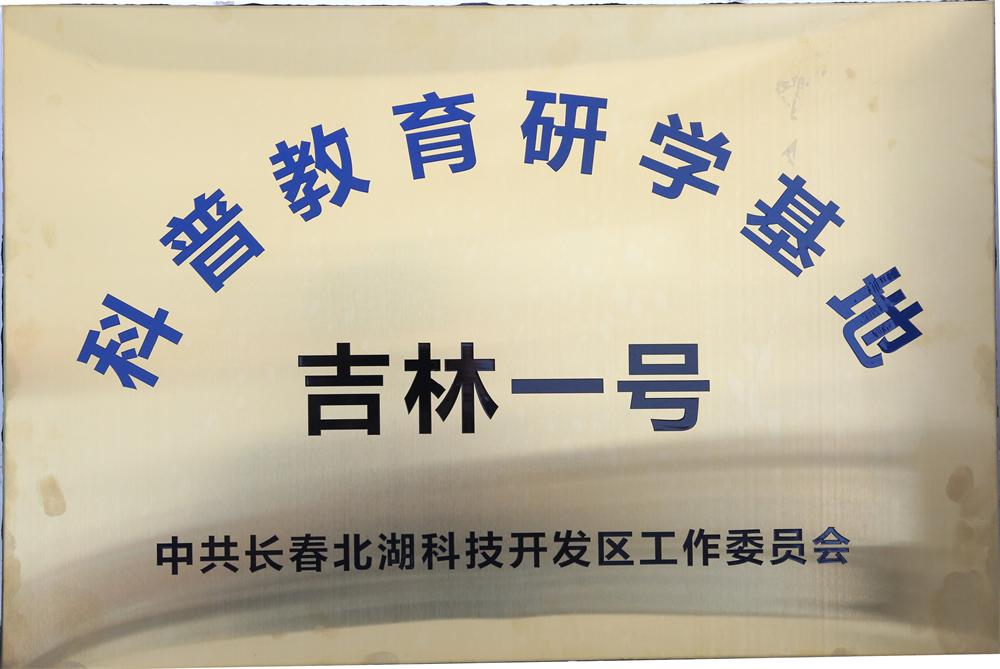 科普教育研学基地
吉林一号
中共长春北湖科技开发区工作委员会